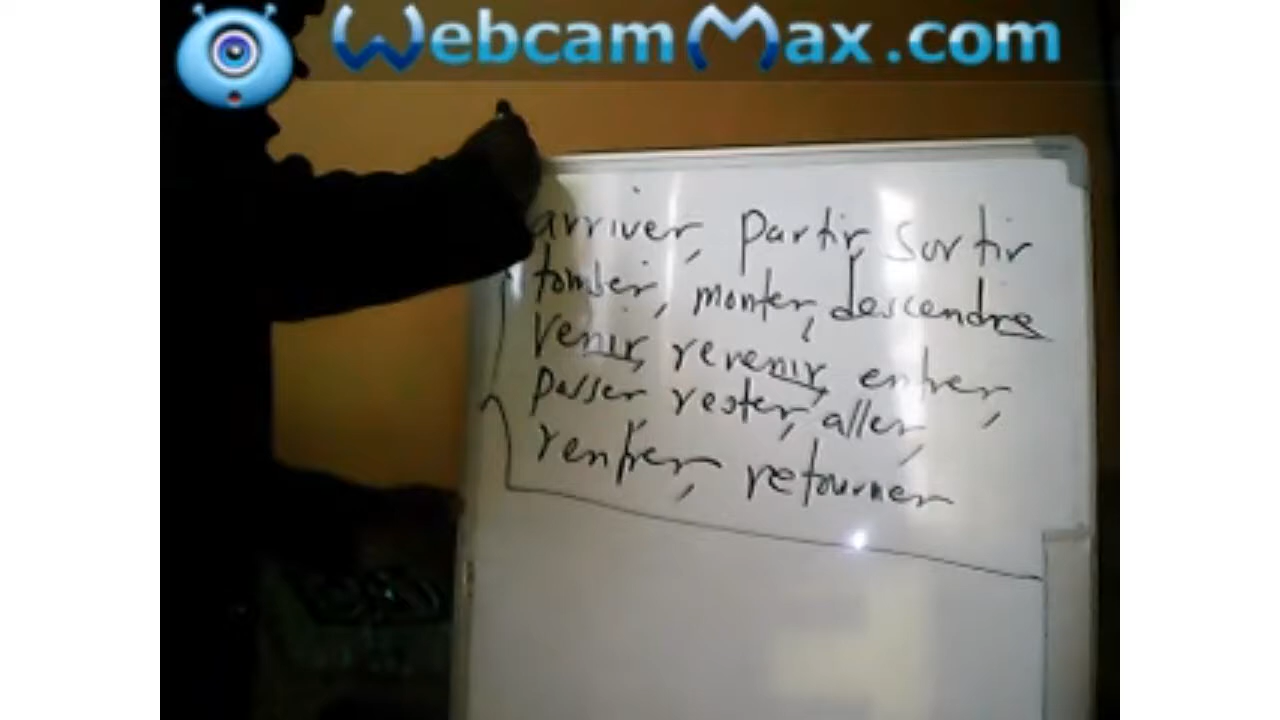 WebcamMax.com
arriver, partir, sortir
tomber, monter, descendre
venir, revenir, entrer,
passer, rester, aller,
rentrer, retourner